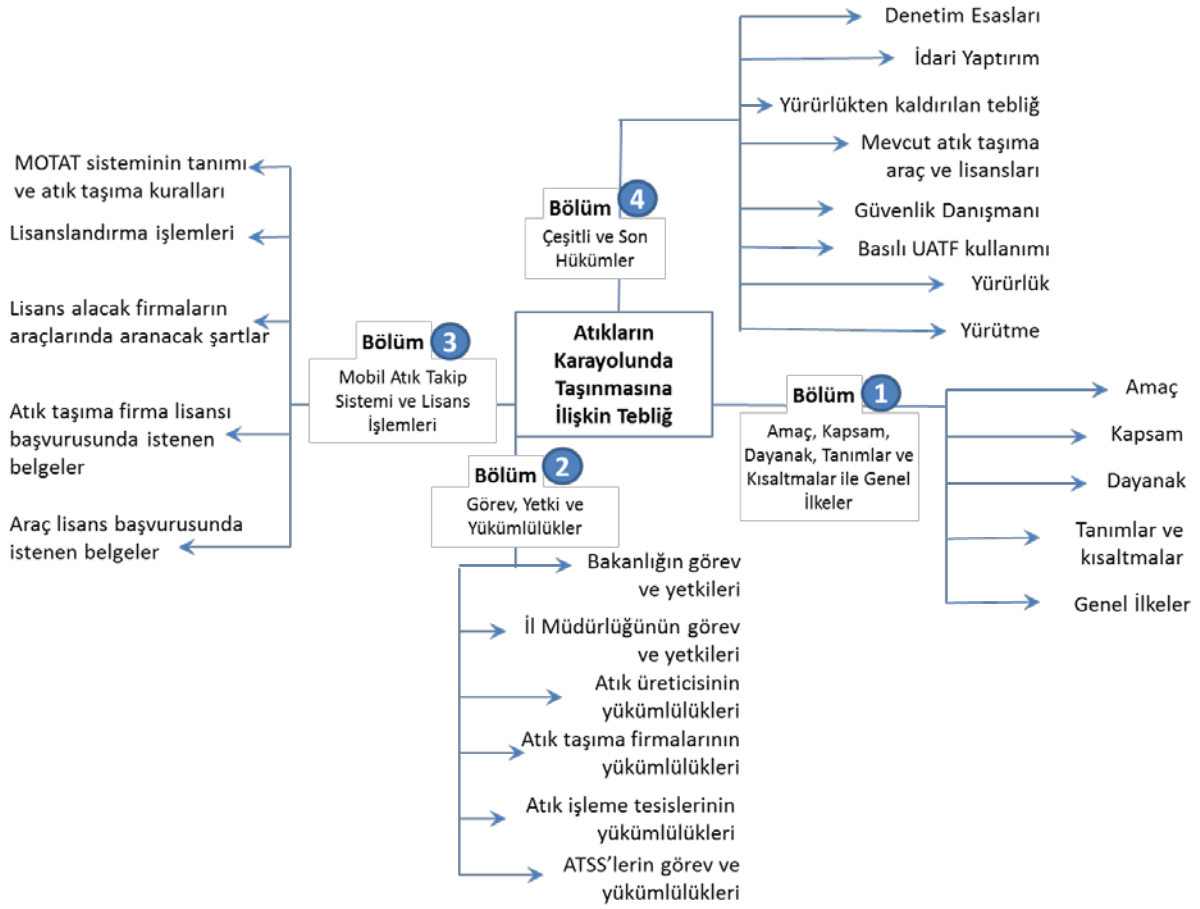 Denetim Esasları
İdari Yaptırım
Yürürlükten kaldırılan tebliğ
Mevcut atık taşıma
araç ve lisansları
Güvenlik Danışmanı
Basılı UATF kullanımı
Yürürlük
Yürütme
Bölüm 4
Çeşitli ve Son
Hükümler
MOTAT sisteminin tanımı
ve atık taşıma kuralları
Lisanslandırma işlemleri
Lisans alacak firmaların
araçlarında aranacak şartlar
Atık taşıma firma lisansı
başvurusunda istenen
belgeler
Araç lisans başvurusunda
istenen belgeler
Bölüm 3
Mobil Atık Takip
Sistemi ve Lisans
İşlemleri
Atıkların
Karayolunda
Taşınmasına
İlişkin Tebliğ
Bölüm 1
Amaç, Kapsam,
Dayanak, Tanımlar ve
Kısaltmalar ile Genel
İlkeler
Amaç
Kapsam
Dayanak
Tanımlar ve
kısaltmalar
Genel İlkeler
Bölüm 2
Görev, Yetki ve
Yükümlülükler
Bakanlığın görev
ve yetkileri
İl Müdürlüğünün görev
ve yetkileri
Atık üreticisinin
yükümlülükleri
Atık taşıma firmalarının
yükümlülükleri
Atık işleme tesislerinin
yükümlülükleri
ATSS’lerin görev ve
yükümlülükleri